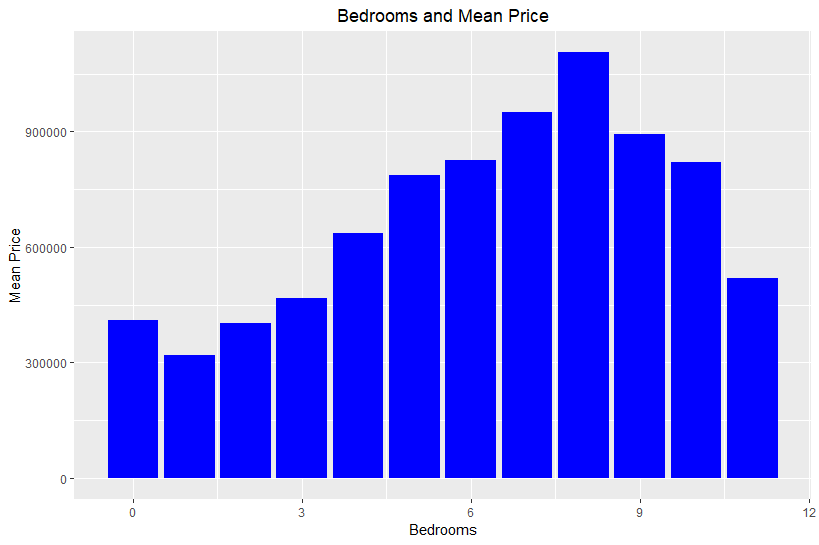 Bedrooms and Mean Price
Mean Price
900000
600000
300000
0
0 3 6 9 12
Bedrooms